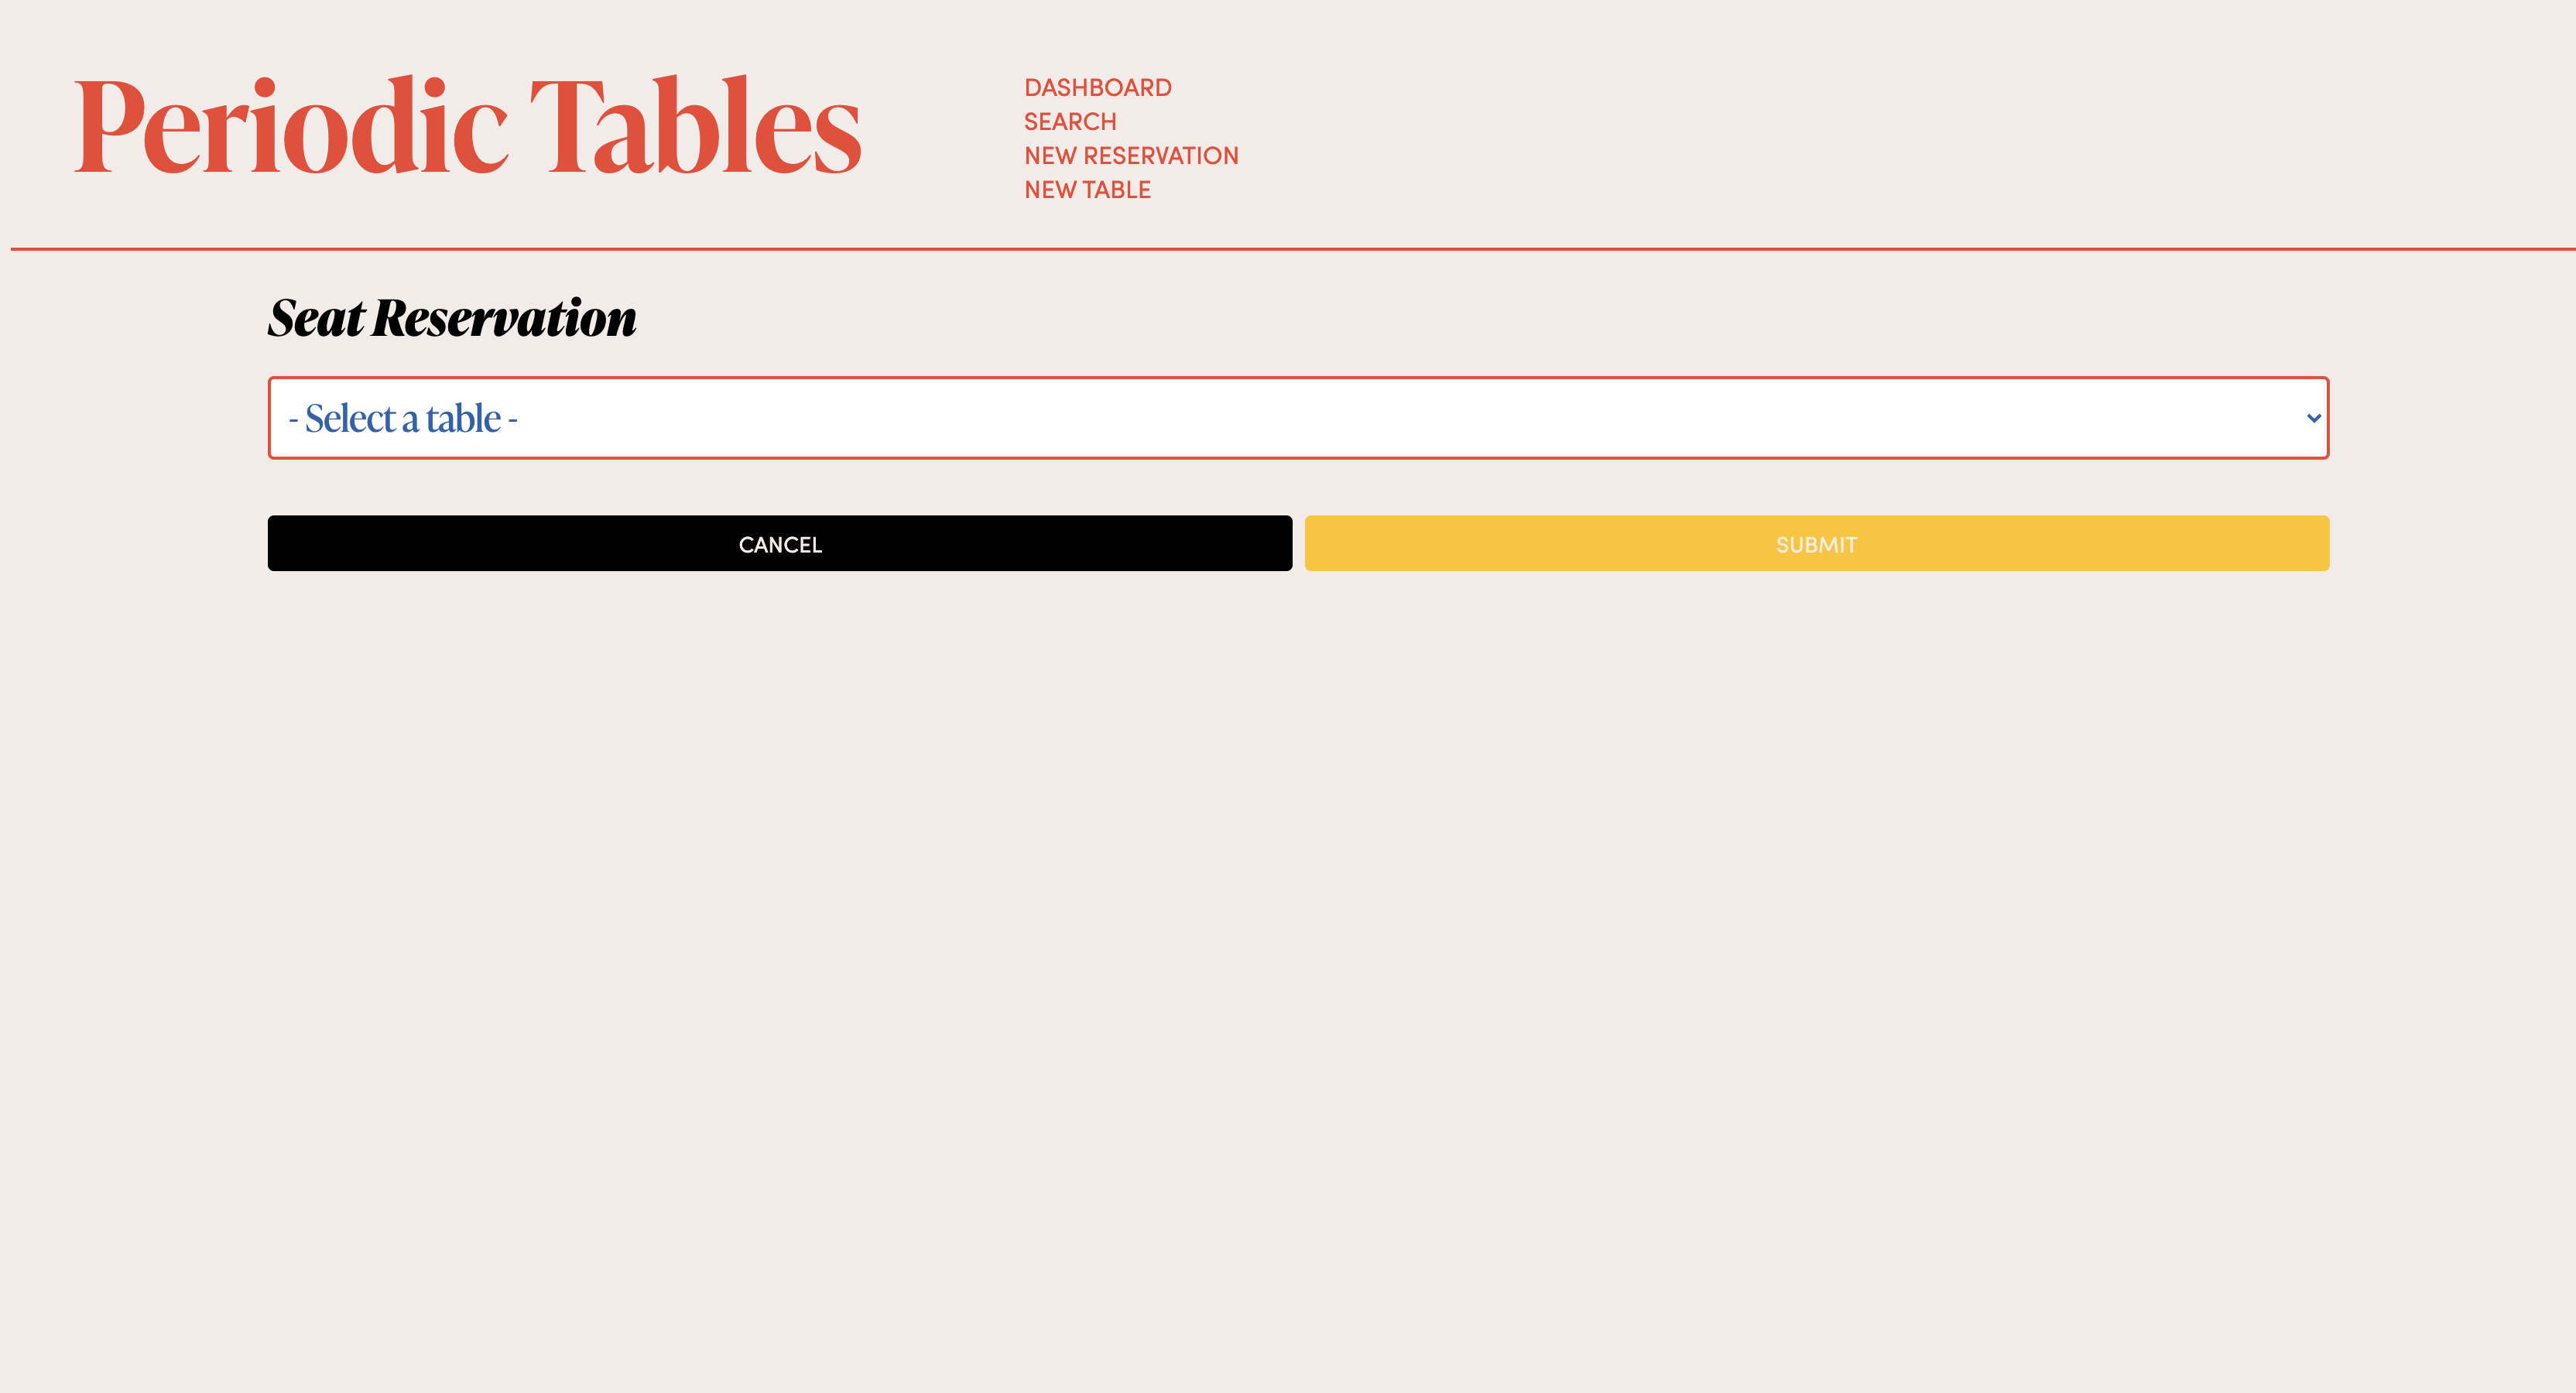 Periodic Tables
DASHBOARD
SEARCH
NEW RESERVATION
NEW TABLE
Seat Reservation
- Select a table -
CANCEL
SUBMIT